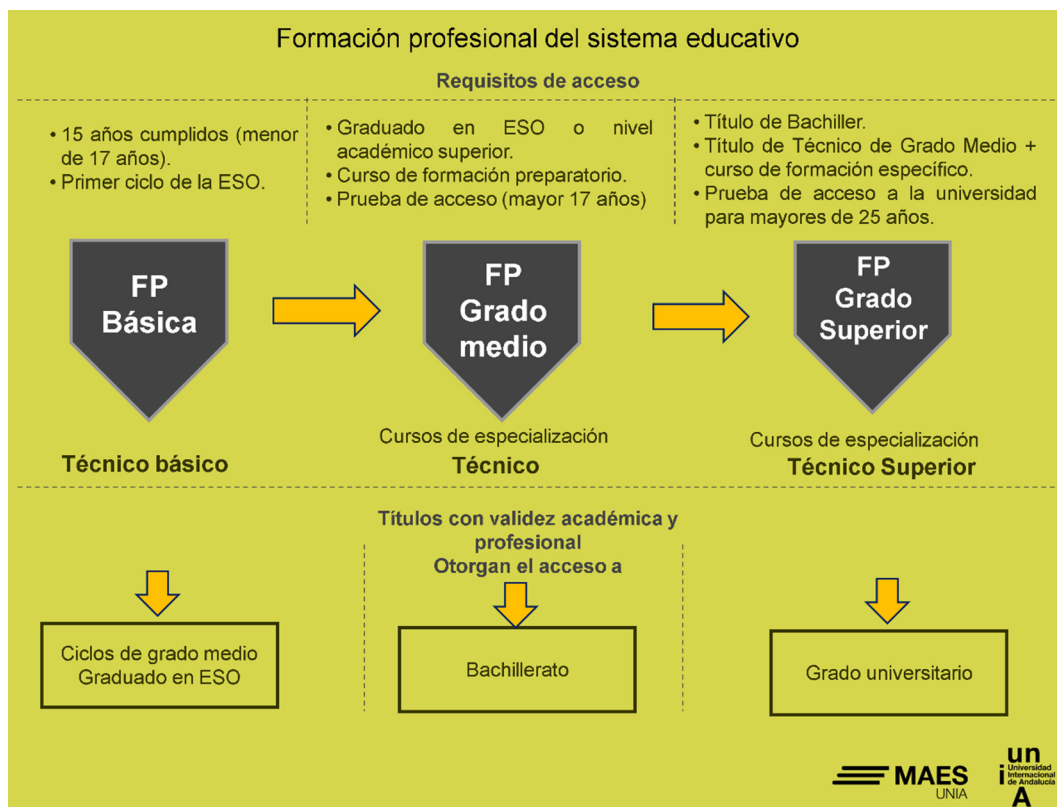 Formación profesional del sistema educativo
Requisitos de acceso
• 15 años cumplidos (menor
de 17 años).
• Primer ciclo de la ESO.
• Graduado en ESO o nivel
académico superior.
• Curso de formación preparatorio.
• Prueba de acceso (mayor 17 años)
• Título de Bachiller.
• Título de Técnico de Grado Medio +
curso de formación específico.
• Prueba de acceso a la universidad
para mayores de 25 años.
FP
Básica
FP
Grado
medio
FP
Grado
Superior
Técnico básico
Cursos de especialización
Técnico
Cursos de especialización
Técnico Superior
Títulos con validez académica y
profesional
Otorgan el acceso a
Ciclos de grado medio
Graduado en ESO
Bachillerato
Grado universitario
MAES
UNIA
un
i
Universidad
Internacional
de Andalucía
A